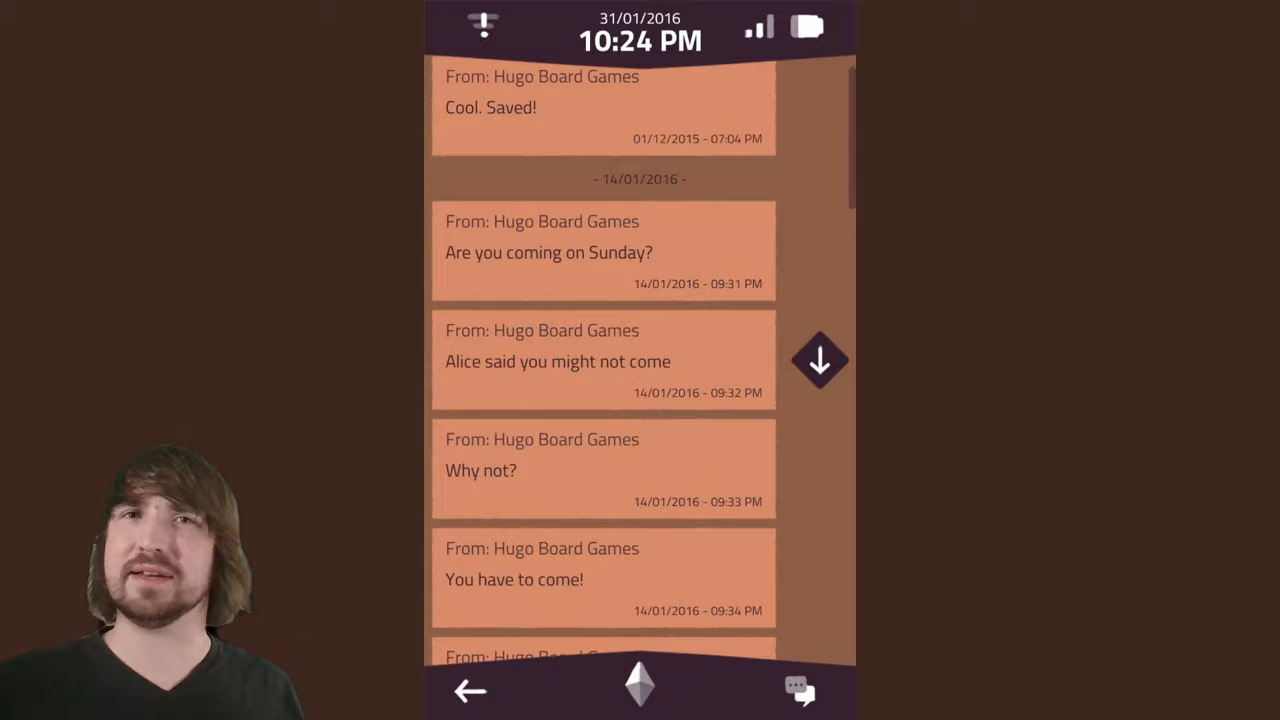 31/01/2016
10:24 PM
From: Hugo Board Games
Cool. Saved!
01/12/2015 - 07:04 PM
- 14/01/2016 -
From: Hugo Board Games
Are you coming on Sunday?
14/01/2016 - 09:31 PM
From: Hugo Board Games
Alice said you might not come
14/01/2016 - 09:32 PM
From: Hugo Board Games
Why not?
14/01/2016 - 09:33 PM
From: Hugo Board Games
You have to come!
14/01/2016 - 09:34 PM
From: Hugo